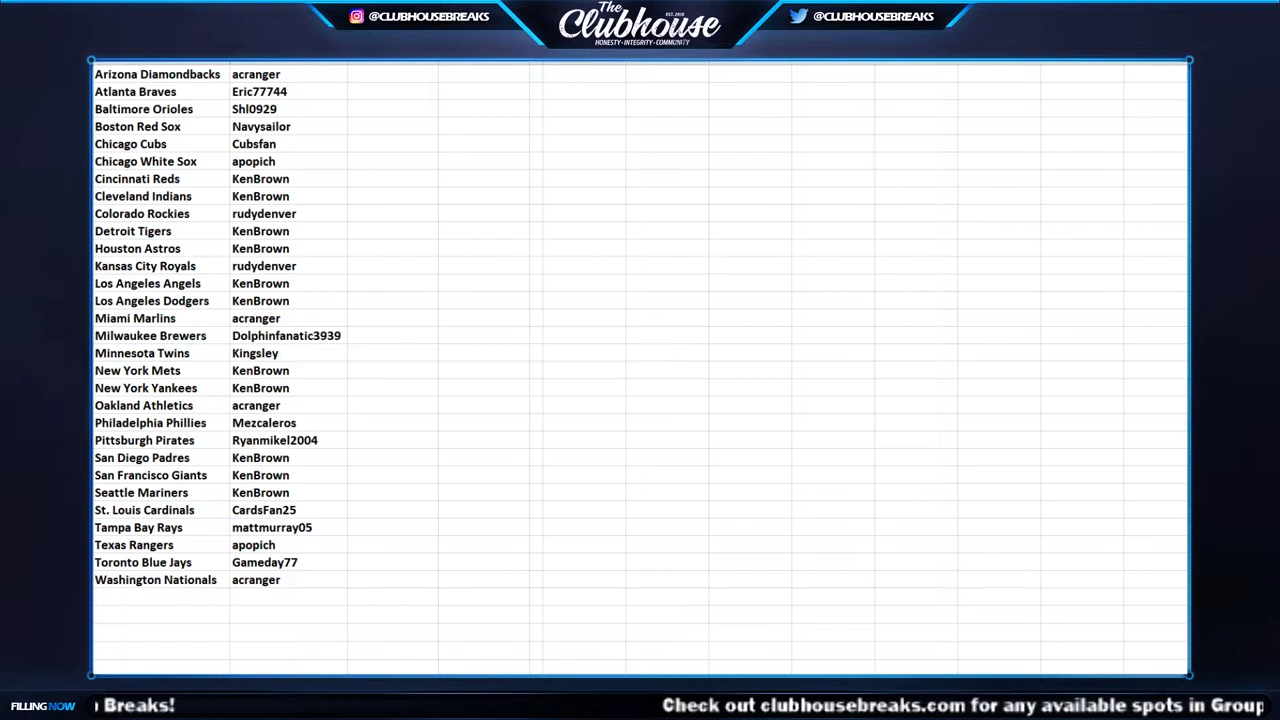 @CLUBHOUSEBREAKS
The
Clubhouse
EST. 2010
HONESTY • INTEGRITY • COMMUNITY
@CLUBHOUSEBREAKS
Arizona Diamondbacks acranger
Atlanta Braves Eric77744
Baltimore Orioles Shl0929
Boston Red Sox Navysailor
Chicago Cubs Cubsfan
Chicago White Sox apopich
Cincinnati Reds KenBrown
Cleveland Indians KenBrown
Colorado Rockies rudydenver
Detroit Tigers KenBrown
Houston Astros KenBrown
Kansas City Royals rudydenver
Los Angeles Angels KenBrown
Los Angeles Dodgers KenBrown
Miami Marlins acranger
Milwaukee Brewers Dolphinfanatic3939
Minnesota Twins Kingsley
New York Mets KenBrown
New York Yankees KenBrown
Oakland Athletics acranger
Philadelphia Phillies Mezcaleros
Pittsburgh Pirates Ryanmikel2004
San Diego Padres KenBrown
San Francisco Giants KenBrown
Seattle Mariners KenBrown
St. Louis Cardinals CardsFan25
Tampa Bay Rays mattmurray05
Texas Rangers apopich
Toronto Blue Jays Gameday77
Washington Nationals acranger
FILLING NOW Breaks! Check out clubhousebreaks.com for any available spots in Group